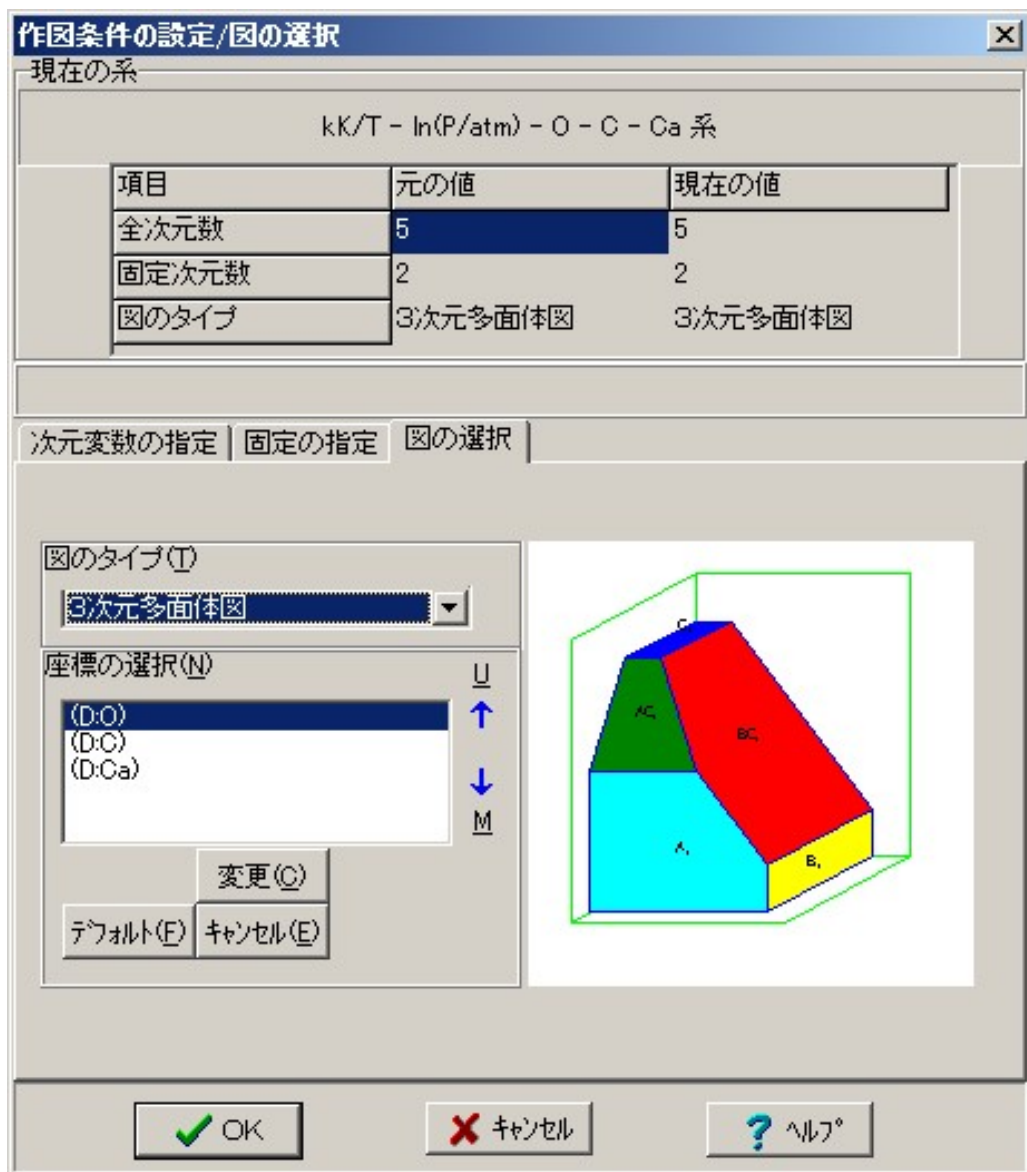 作図条件の設定/図の選択
現在の系
kK/T - ln(P/atm) - O - C - Ca 系
項目 元の値 現在の値
全次元数 5 5
固定次元数 2 2
図のタイプ 3次元多面体図 3次元多面体図
次元変数の指定 固定の指定 図の選択
図のタイプ(T)
3次元多面体図
座標の選択(N)
U
(D:O)
(D:C)
(D:Ca)
M
変更(C)
デフォルト(F) キャンセル(E)
AC
BC
A
B
OK キャンセル ヘルプ